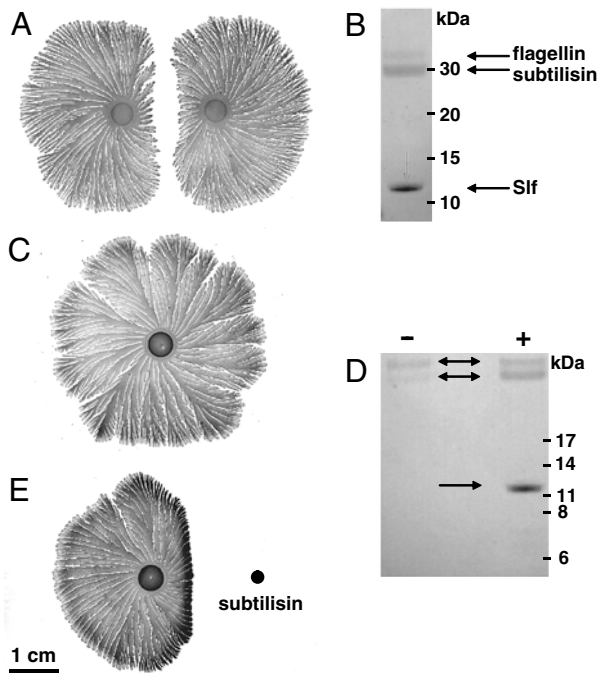 A
B
kDa
flagellin
30
subtilisin
20
15
Slf
10
C
- +
D
kDa
17
14
11
8
6
E
subtilisin
1 cm